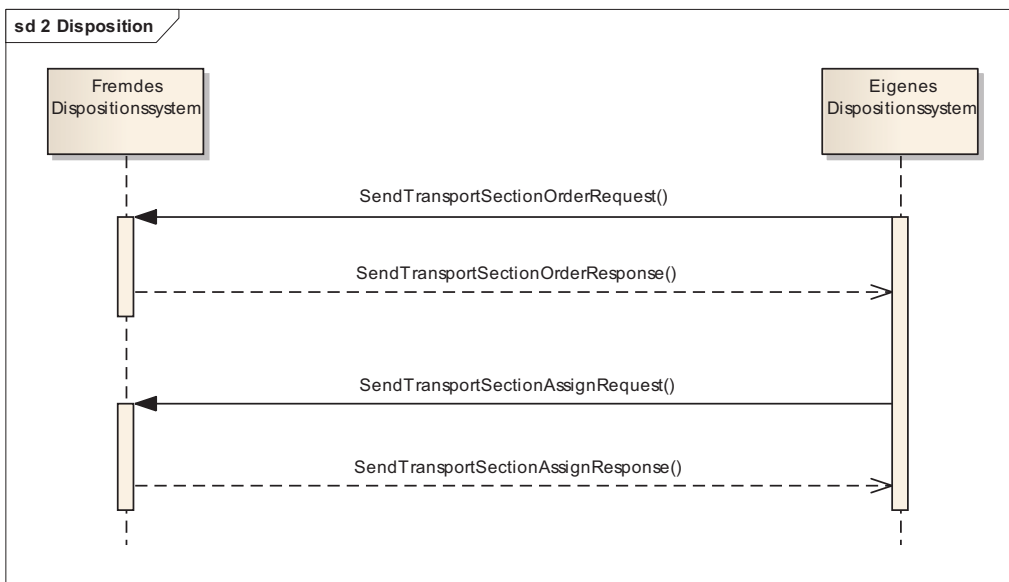 sd 2 Disposition
Fremdes
Dispositionssystem
Eigenes
Dispositionssystem
SendTransportSectionOrderRequest()
SendTransportSectionOrderResponse()
SendTransportSectionAssignRequest()
SendTransportSectionAssignResponse()